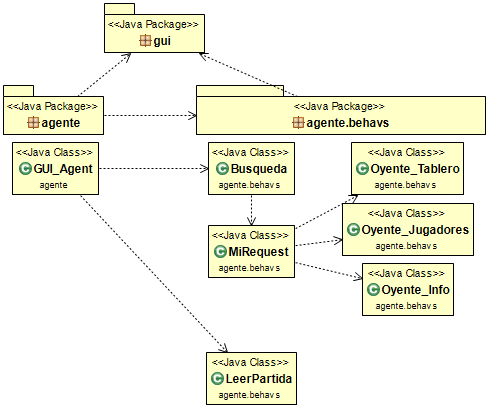 <<Java Package>>
gui
<<Java Package>>
agente
<<Java Package>>
agente.behavs
<<Java Class>>
GUI_Agent
agente
<<Java Class>>
Busqueda
agente.behavs
<<Java Class>>
Oyente_Tablero
agente.behavs
<<Java Class>>
MiRequest
agente.behavs
<<Java Class>>
Oyente_Jugadores
agente.behavs
<<Java Class>>
Oyente_Info
agente.behavs
<<Java Class>>
LeerPartida
agente.behavs